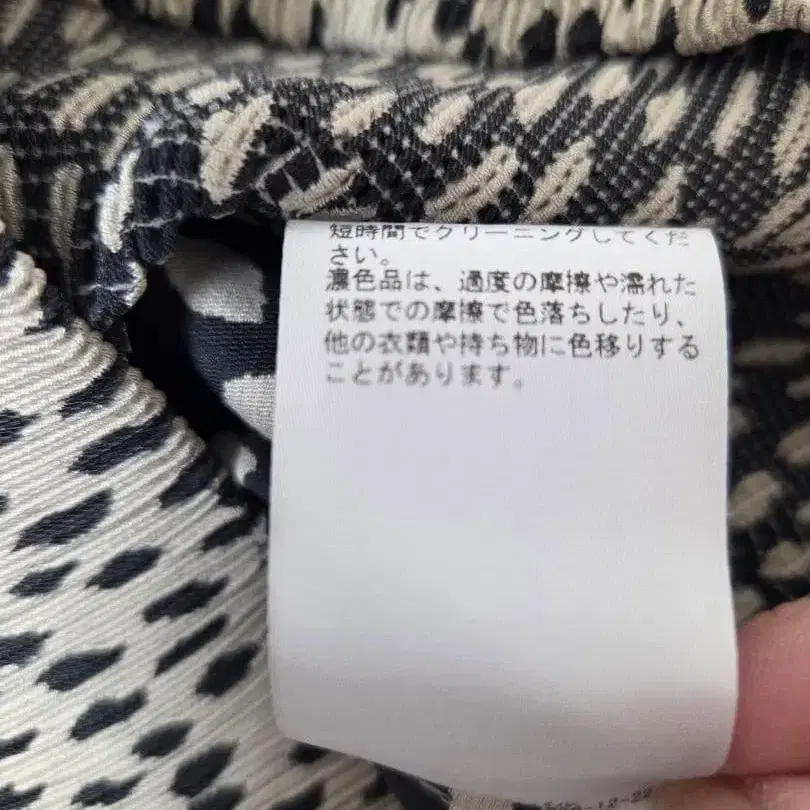 短時間でクリーニングしてくだ
さい。
濃色品は、過度の摩擦や濡れた
状態での摩擦で色落ちしたり、
他の衣類や持ち物に色移りする
ことがあります。